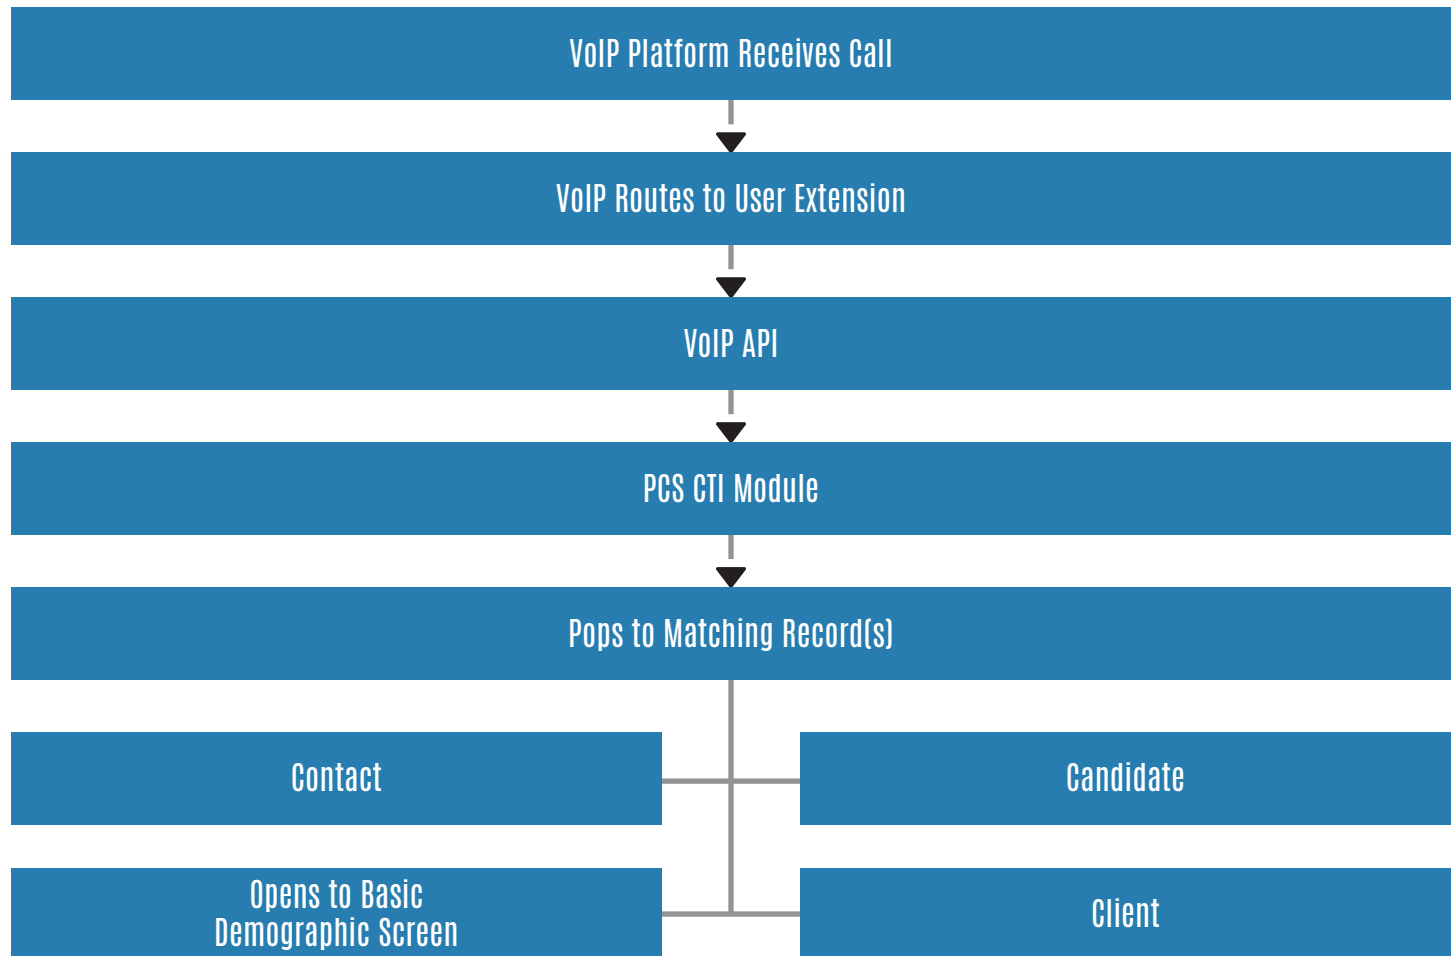 VoIP Platform Receives Call
VoIP Routes to User Extension
VoIP API
PCS CTI Module
Pops to Matching Record(s)
Contact
Candidate
Opens to Basic
Demographic Screen
Client